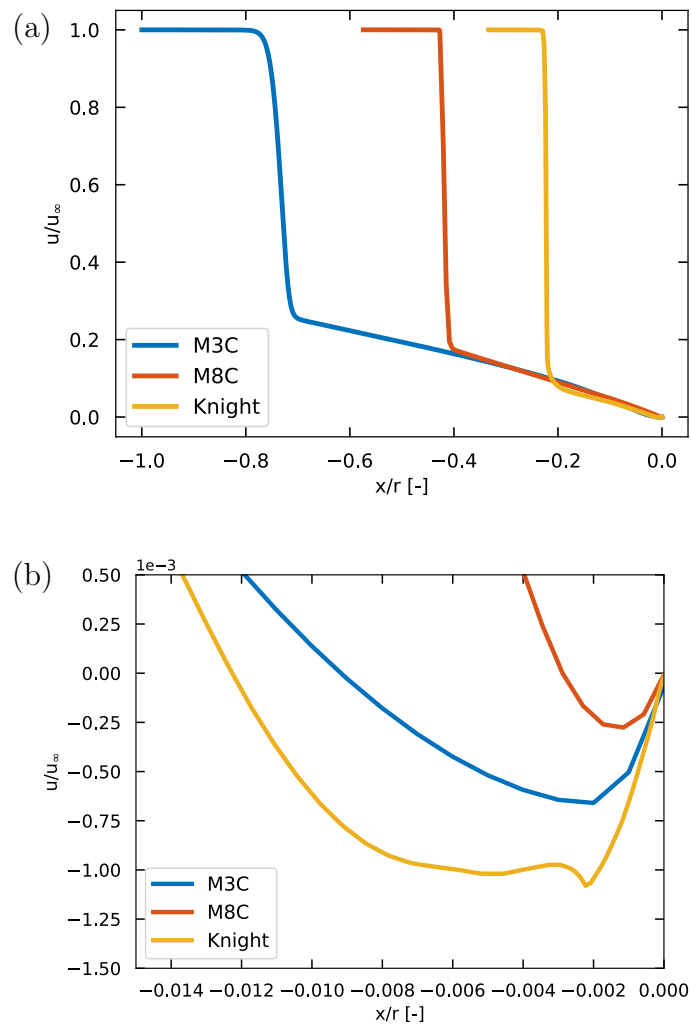 (a)
1.0
0.8
0.6
0.4
0.2
0.0
u/u∞
M3C
M8C
Knight
−1.0 −0.8 −0.6 −0.4 −0.2 0.0
x/r [-]
(b)
1e−3
0.50
0.25
0.00
−0.25
−0.50
−0.75
−1.00
−1.25
−1.50
u/u∞
M3C
M8C
Knight
−0.014 −0.012 −0.010 −0.008 −0.006 −0.004 −0.002 0.000
x/r [-]